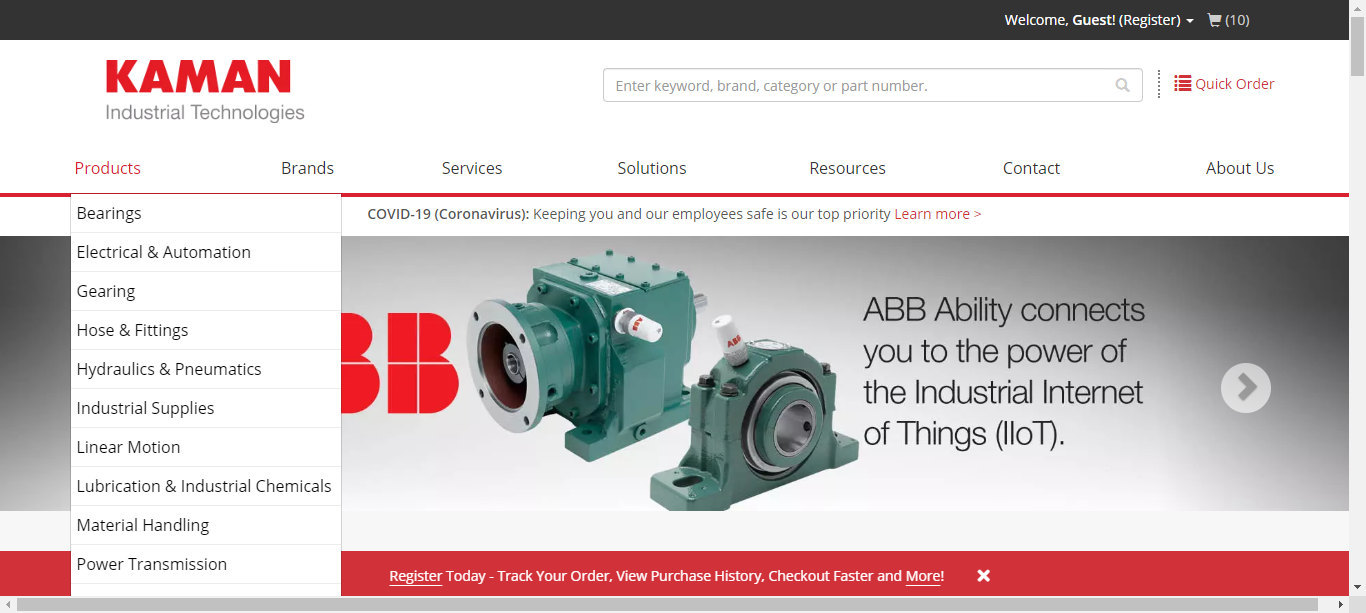 Welcome, Guest! (Register) (10)
KAMAN
Industrial Technologies
Enter keyword, brand, category or part number.
Quick Order
Products Brands Services Solutions Resources Contact About Us
Bearings
Electrical & Automation
Gearing
Hose & Fittings
Hydraulics & Pneumatics
Industrial Supplies
Linear Motion
Lubrication & Industrial Chemicals
Material Handling
Power Transmission
COVID-19 (Coronavirus): Keeping you and our employees safe is our top priority Learn more >
BB
ABB
ABB
ABB Ability connects
you to the power of
the Industrial Internet
of Things (IIoT).
Register Today - Track Your Order, View Purchase History, Checkout Faster and More!